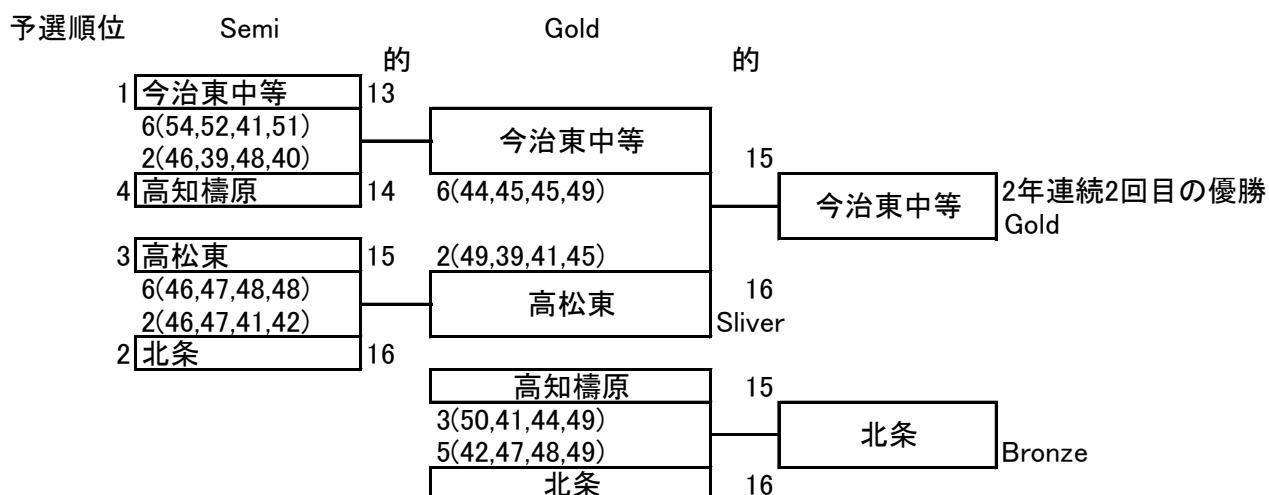 予選順位 Semi Gold
的 的
1 今治東中等 13
6(54,52,41,51)
2(46,39,48,40)
4 高知檮原 14
今治東中等 15
6(44,45,45,49)
今治東中等 2年連続2回目の優勝
Gold
3 高松東 15
6(46,47,48,48)
2(46,47,41,42)
2 北条 16
2(49,39,41,45)
高松東 16
Sliver
高知檮原 15
3(50,41,44,49)
5(42,47,48,49)
北条 16
北条 Bronze